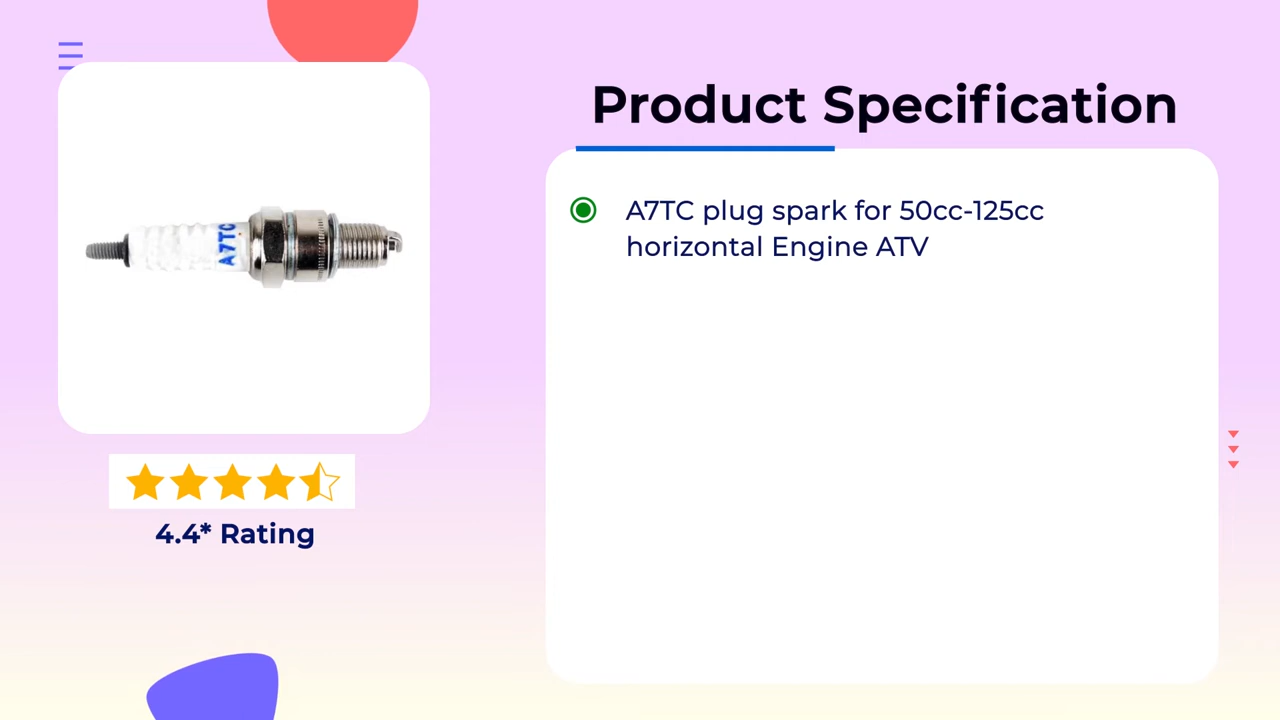 Product Specification
A7TC plug spark for 50cc-125cc
horizontal Engine ATV
A7TC
4.4* Rating